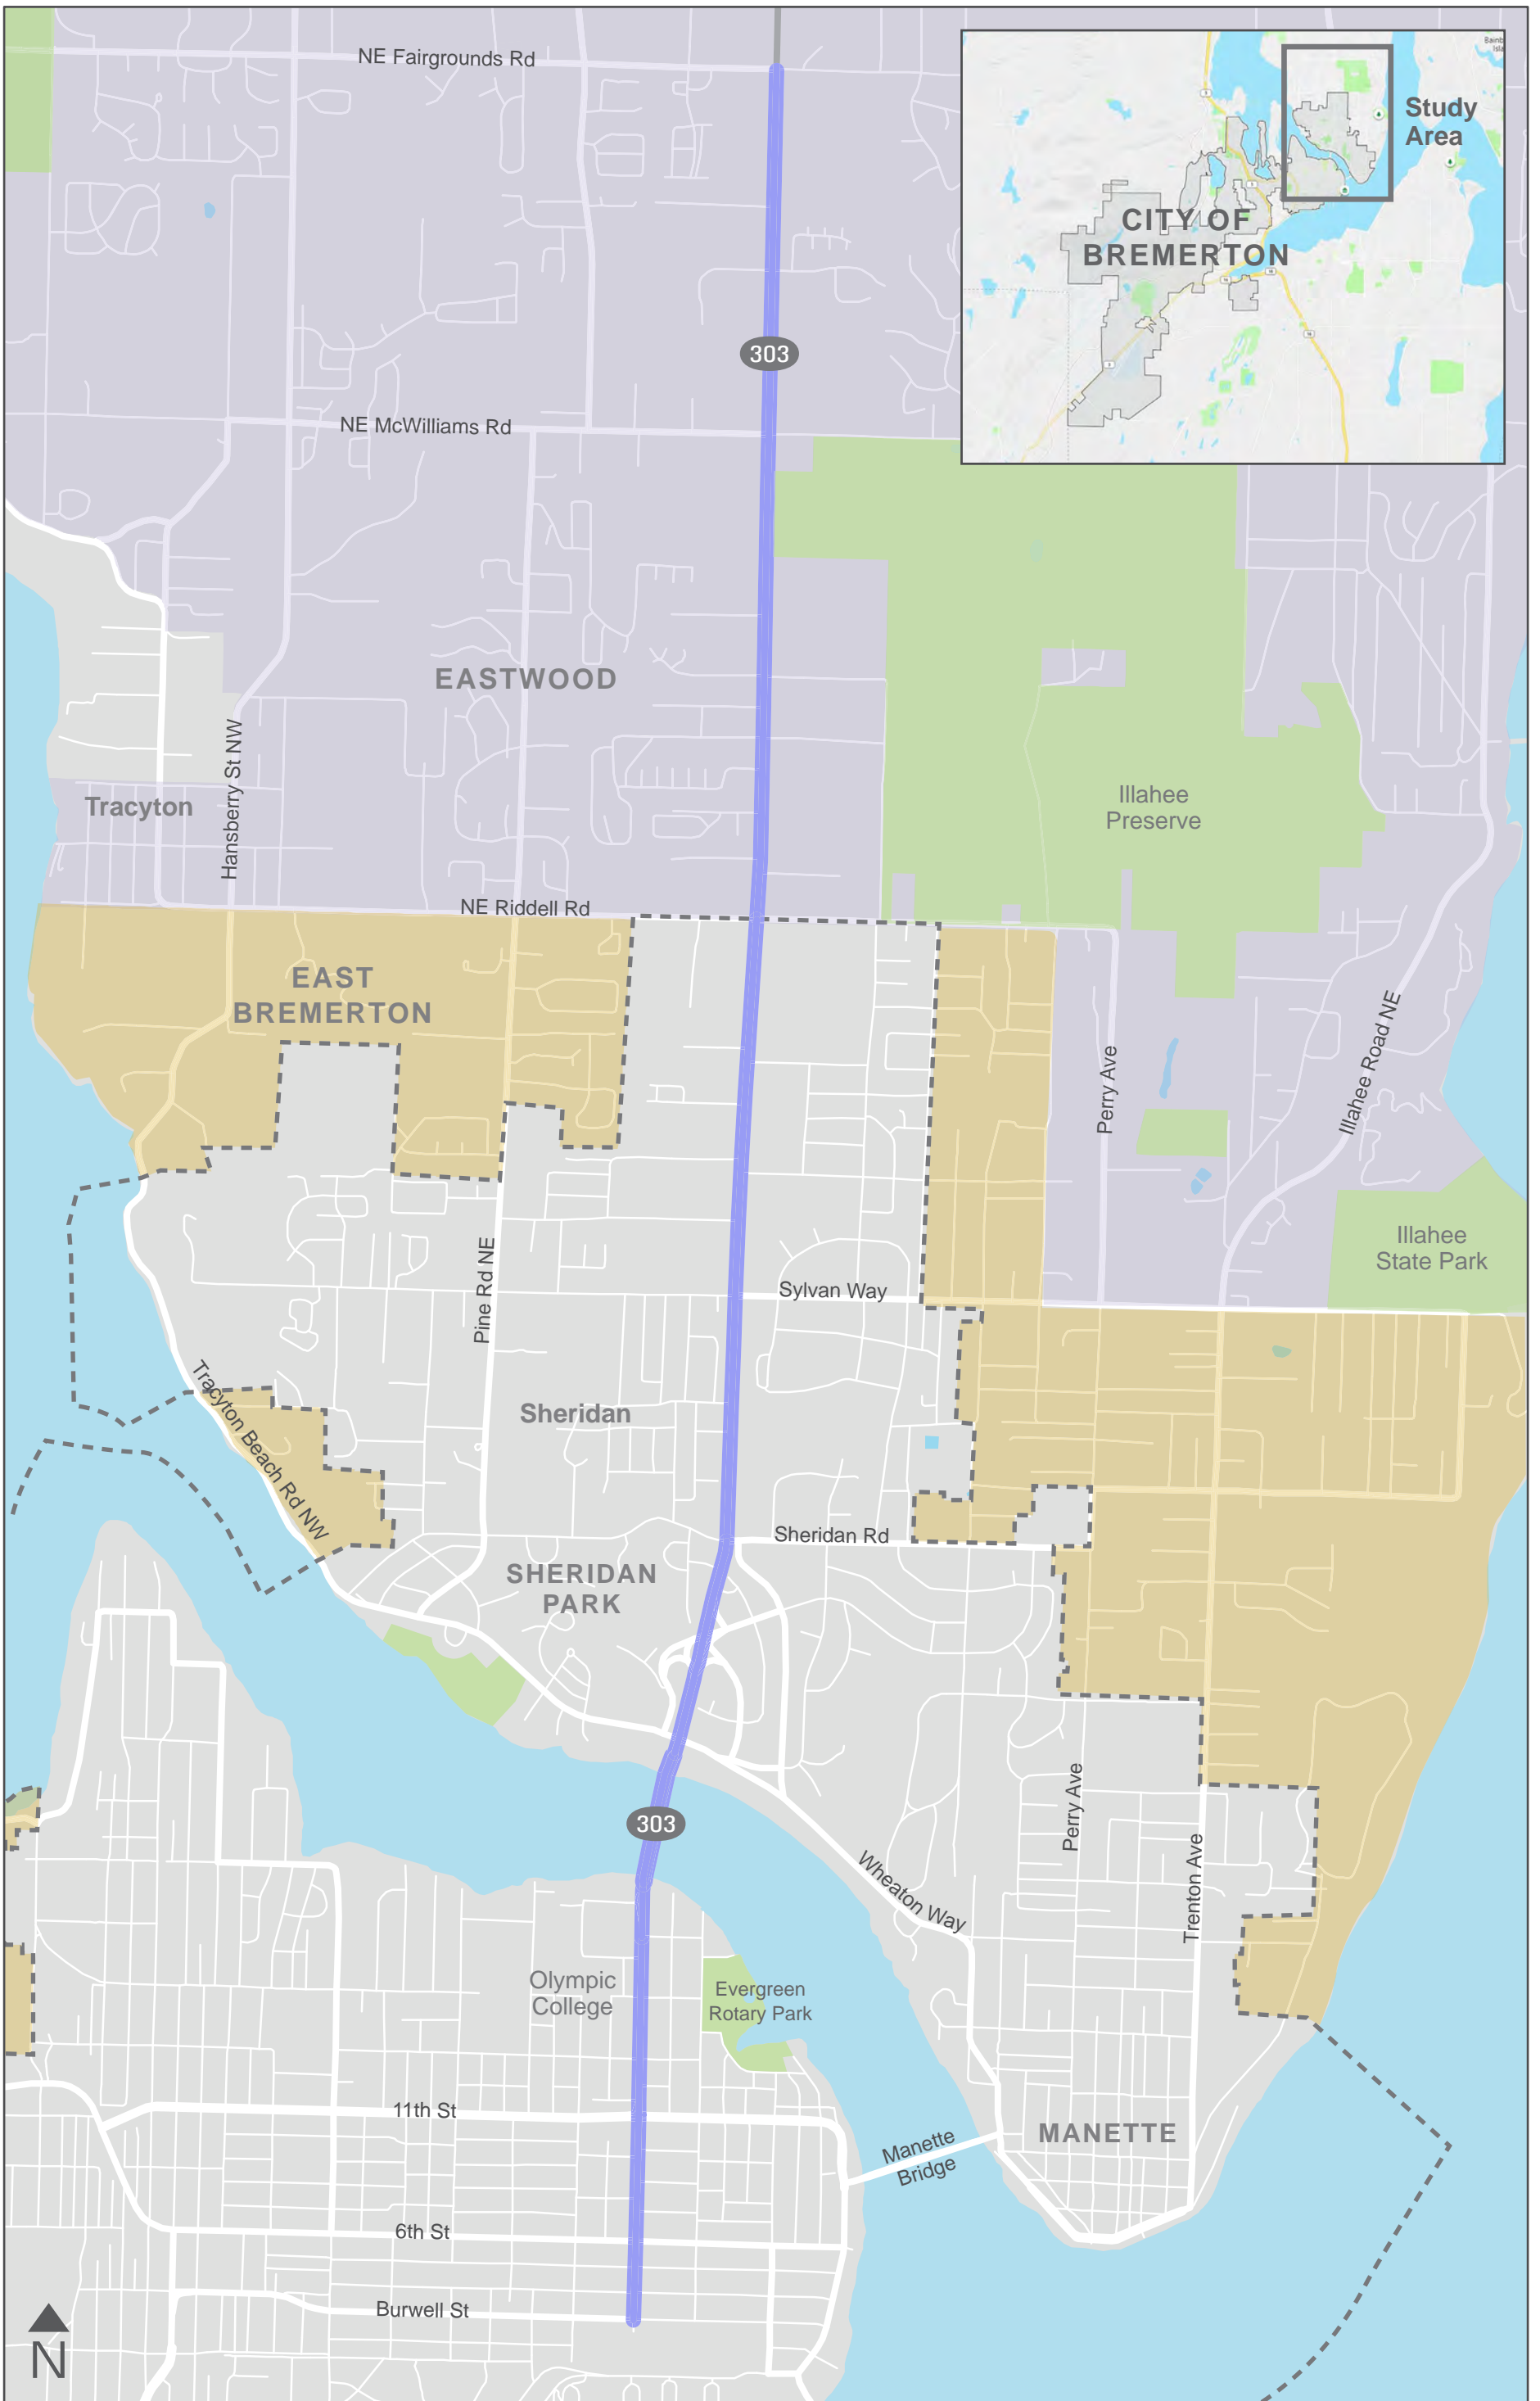 NE Fairgrounds Rd
Study
Area
CITY OF
BREMERTON
303
NE McWilliams Rd
EASTWOOD
Hansberry St NW
Tracyton
Illahee
Preserve
NE Riddell Rd
EAST
BREMERTON
Perry Ave
Illahee Road NE
Illahee
State Park
Pine Rd NE
Sylvan Way
Tracyton Beach Rd NW
Sheridan
Sheridan Rd
SHERIDAN
PARK
303
Perry Ave
Trenton Ave
Wheaton Way
Olympic
College
Evergreen
Rotary Park
11th St
Manette
Bridge
MANETTE
6th St
Burwell St
N